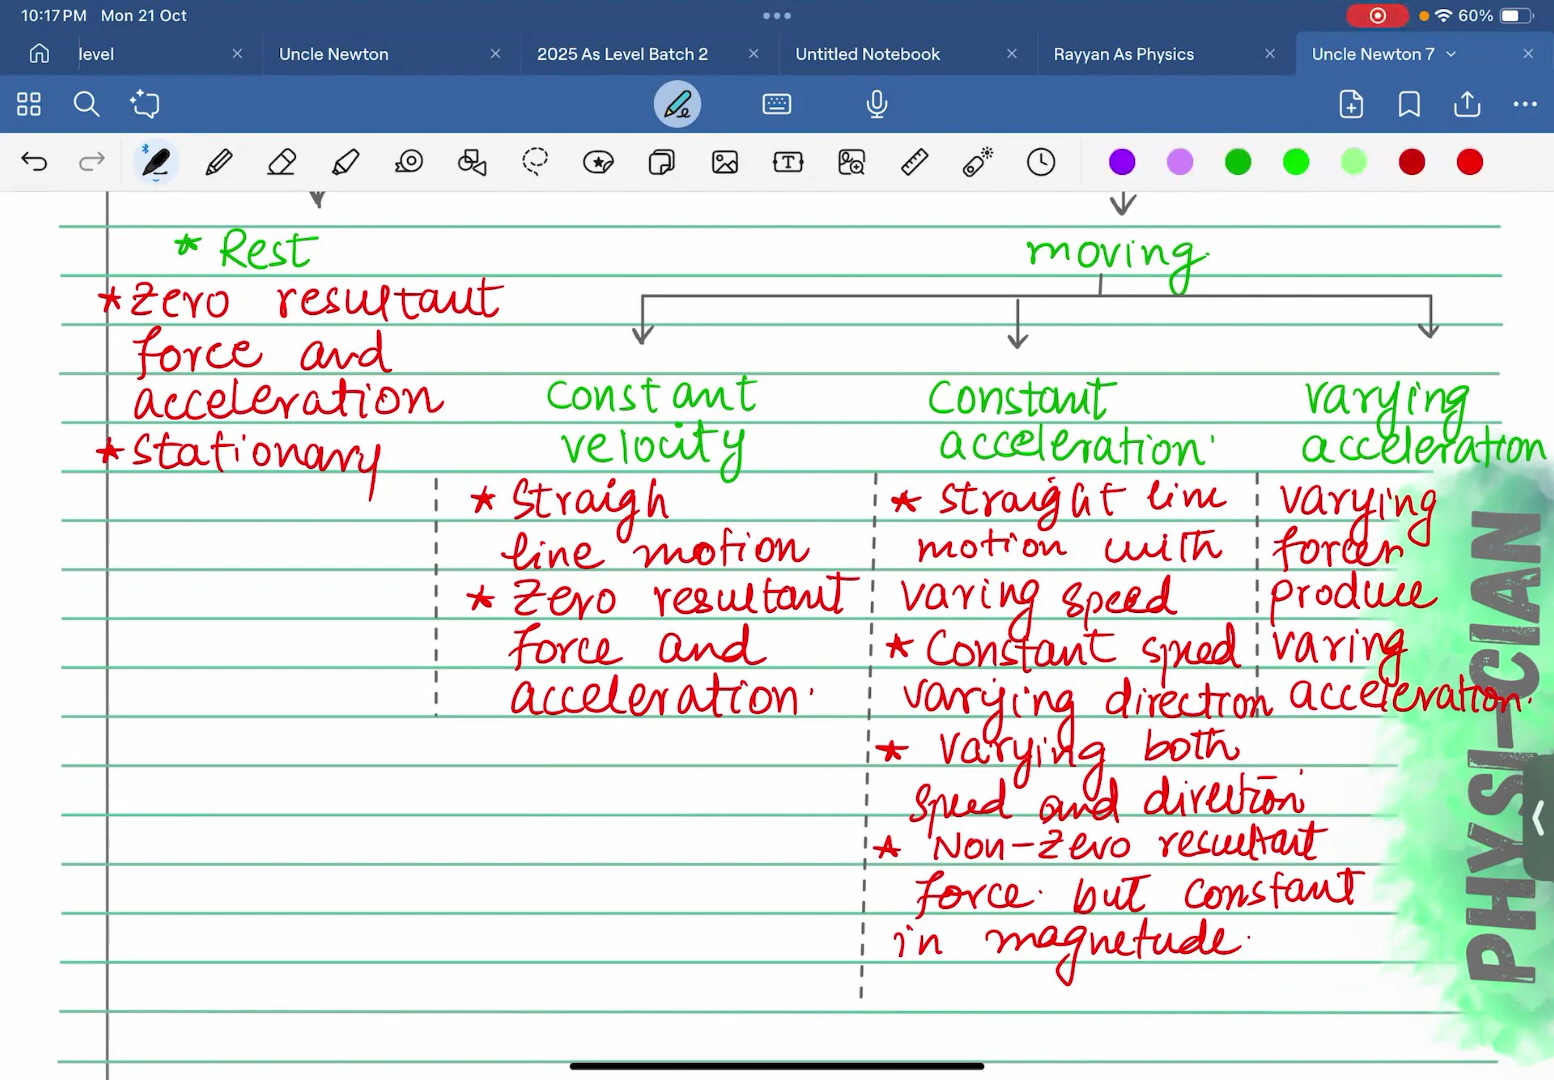 10:17 PM Mon 21 Oct
60%
level
Uncle Newton
2025 As Level Batch 2
Untitled Notebook
Rayyan As Physics
Uncle Newton 7
* Rest
* Zero resultant
force and
acceleration
* Stationary
moving.
Constant
velocity
* Straigh
line motion
* Zero resultant
force and
acceleration.
Constant
acceleration.
* straight line
motion with
varing speed
* Constant speed
varying direction
* Varying both
speed and direction
* Non-Zero resultant
force. but constant
in magnetude.
varying
acceleration
varying
forces
produce
varing
acceleration.
PHYSI-CIAN